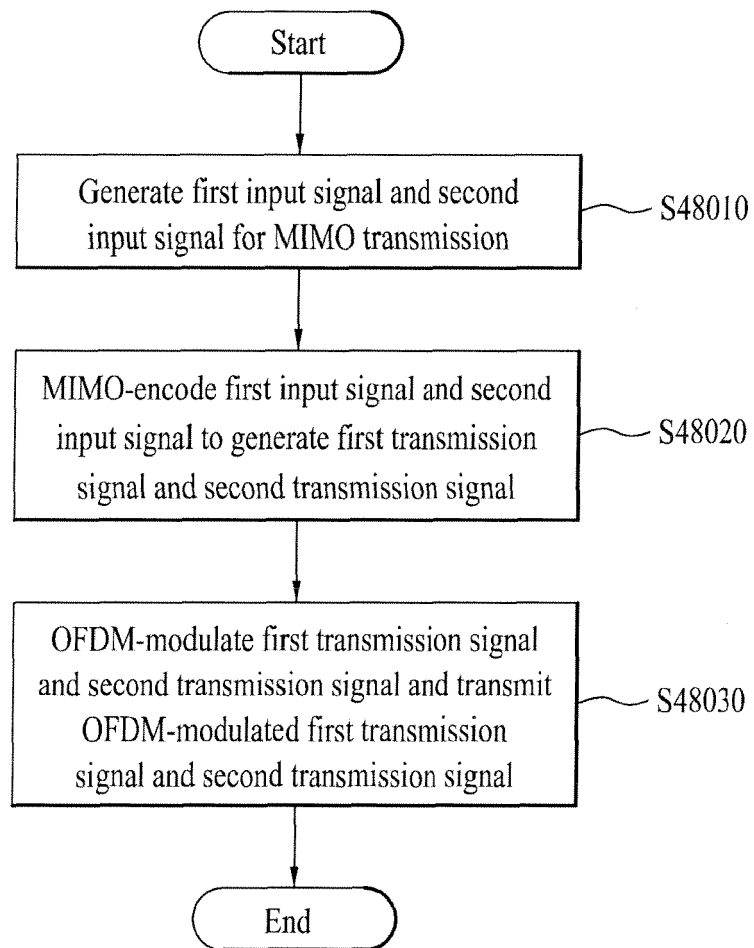 Start
Generate first input signal and second
input signal for MIMO transmission
S48010
MIMO-encode first input signal and second
input signal to generate first transmission
signal and second transmission signal
S48020
OFDM-modulate first transmission signal
and second transmission signal and transmit
OFDM-modulated first transmission
signal and second transmission signal
S48030
End